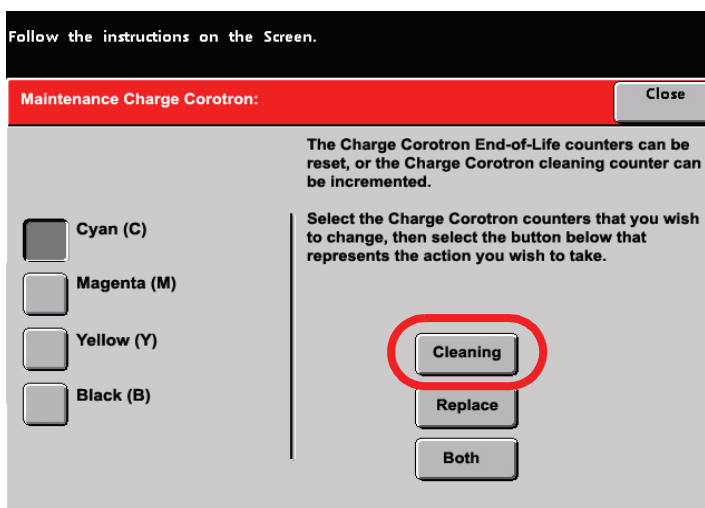 Follow the instructions on the Screen.
Maintenance Charge Corotron:
Close
The Charge Corotron End-of-Life counters can be
reset, or the Charge Corotron cleaning counter can
be incremented.
Select the Charge Corotron counters that you wish
to change, then select the button below that
represents the action you wish to take.
Cyan (C)
Magenta (M)
Yellow (Y)
Black (B)
Cleaning
Replace
Both